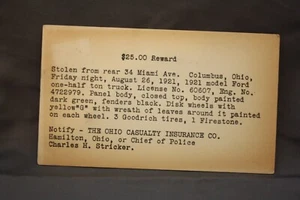 $25.00 Reward
Stolen from rear 34 Miami Ave. Columbus, Ohio,
Friday night, August 26, 1921, 1921 model Ford
one-half ton truck. License No. 60607, Eng. No.
4722979. Panel body, closed top, body painted
dark green, fenders black. Disk wheels with
yellow"G" with wreath of leaves around it painted
on each wheel. 3 Goodrich tires, 1 Firestone.
Notify - THE OHIO CASUALTY INSURANCE CO.
Hamilton, Ohio, or Chief of Police
Charles H. Stricker.